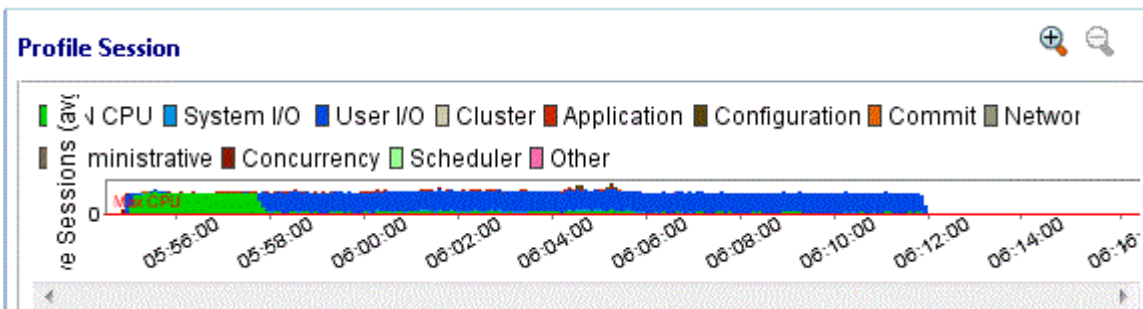 Profile Session
CPU System I/O User I/O Cluster Application Configuration Commit Networ
ministrative Concurrency Scheduler Other
ve Sessions (avg
Max CPU
0
05:56:00 05:58:00 06:00:00 06:02:00 06:04:00 06:06:00 06:08:00 06:10:00 06:12:00 06:14:00 06:16: